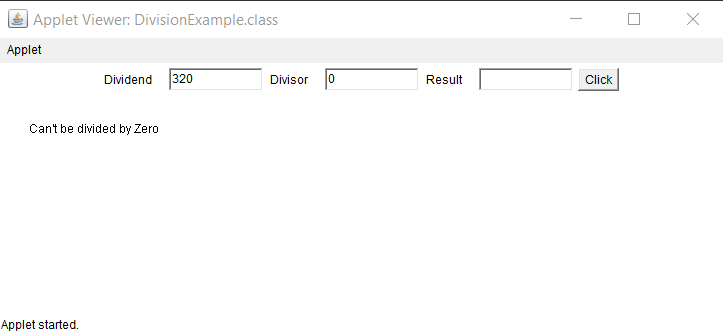 Applet Viewer: DivisionExample.class
Applet
Dividend 320 Divisor 0 Result Click
Can't be divided by Zero
Applet started.